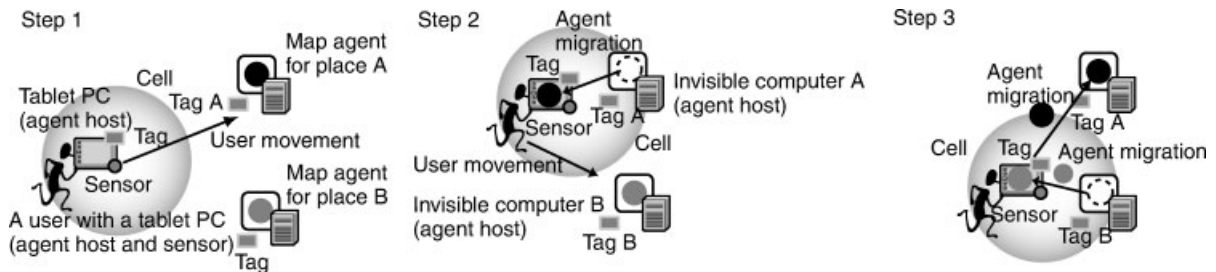 Step 1
Map agent
for place A
Cell
Tag A
Tablet PC
(agent host)
Tag
User movement
Sensor
Map agent
for place B
A user with a tablet PC
(agent host and sensor)
Tag
Step 2
Agent
migration
Tag
Invisible computer A
(agent host)
Tag A
Sensor
Cell
User movement
Invisible computer B
(agent host)
Tag B
Step 3
Agent
migration
Tag A
Cell
Tag
Agent migration
Sensor
Tag B